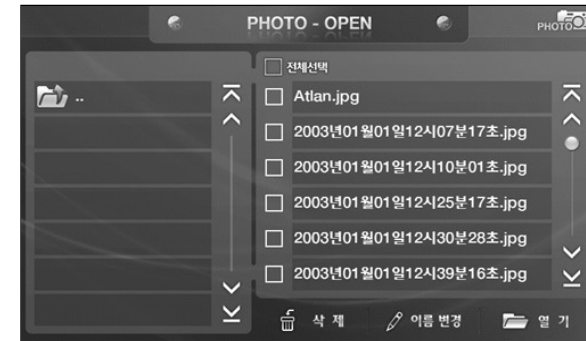 PHOTO - OPEN
PHOTO
전체선택
..
Atlan.jpg
2003년01월01일12시07분17초.jpg
2003년01월01일12시10분01초.jpg
2003년01월01일12시25분17초.jpg
2003년01월01일12시30분28초.jpg
2003년01월01일12시39분16초.jpg
삭 제
이름 변경
열 기